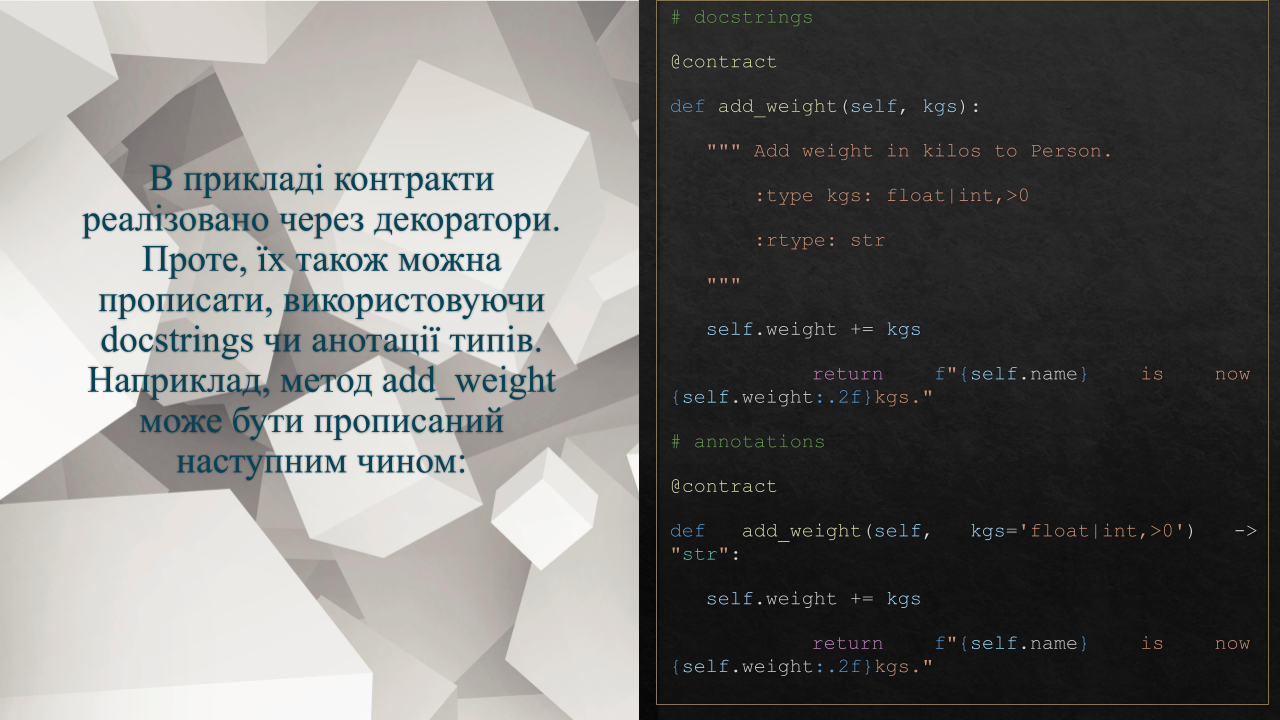 В прикладі контракти
реалізовано через декоратори.
Проте, їх також можна
прописати, використовуючи
docstrings чи анотації типів.
Наприклад, метод add_weight
може бути прописаний
наступним чином:
# docstrings
@contract
def add_weight(self, kgs):
""" Add weight in kilos to Person.
:type kgs: float|int,>0
:rtype: str
"""
self.weight += kgs
return f"{self.name} is now
{self.weight:.2f}kgs."
# annotations
@contract
def add_weight(self, kgs='float|int,>0') ->
"str":
self.weight += kgs
return f"{self.name} is now
{self.weight:.2f}kgs."